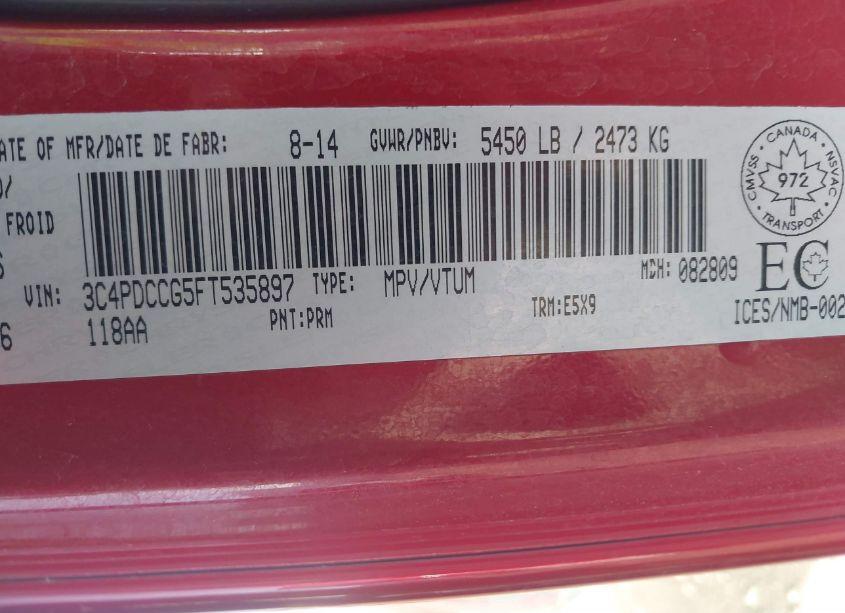 ATE OF MFR/DATE DE FABR: 8-14 GVWR/PNBV: 5450 LB / 2473 KG
FROID
VIN: 3C4PDCCG5FT535897 TYPE: MPV/VTUM MDH: 082809
118AA PNT:PRM TRM:E5X9
CMVSS CANADA NSVAC
972
TRANSPORT
EC
ICES/NMB-002